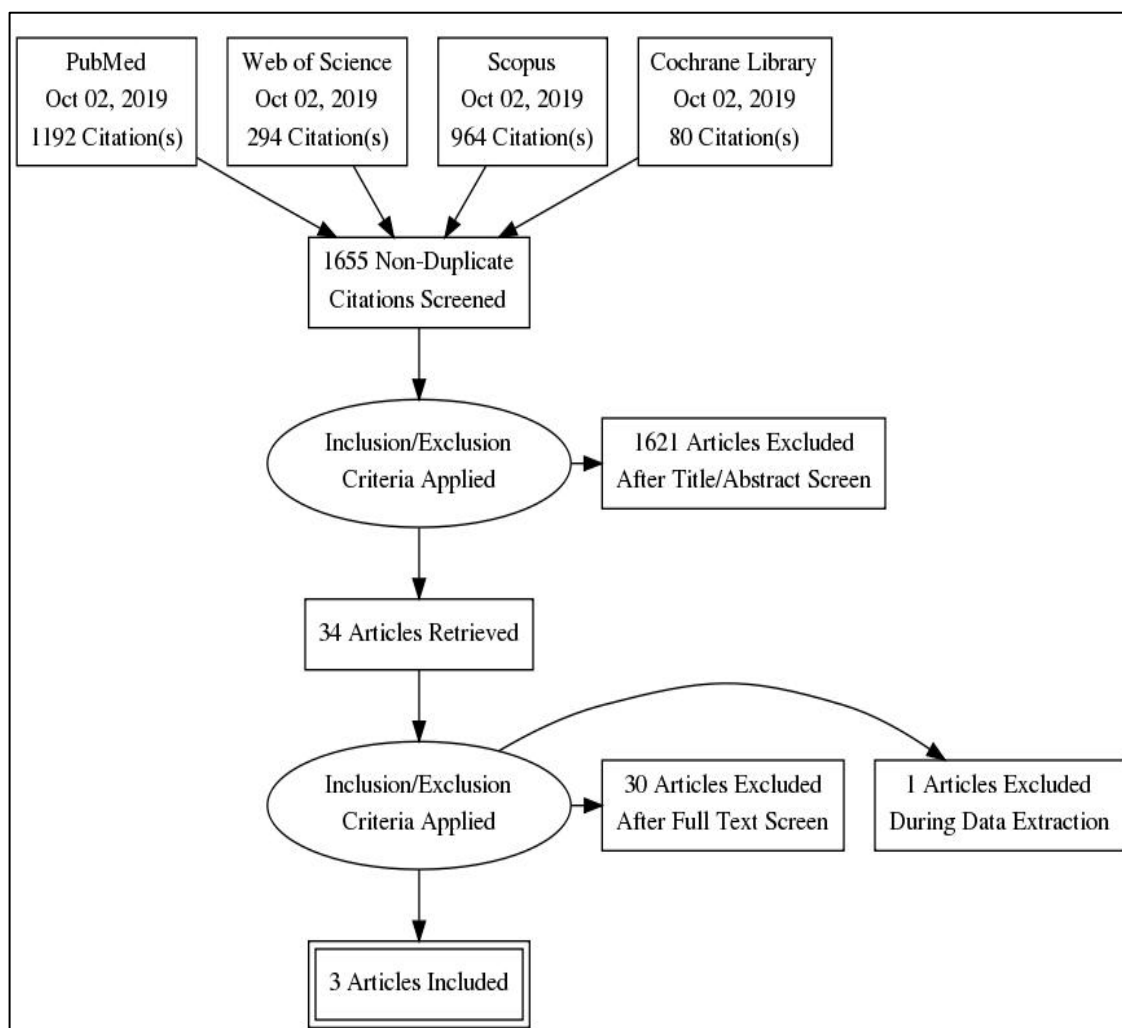 PubMed
Oct 02, 2019
1192 Citation(s)
Web of Science
Oct 02, 2019
294 Citation(s)
Scopus
Oct 02, 2019
964 Citation(s)
Cochrane Library
Oct 02, 2019
80 Citation(s)
1655 Non-Duplicate
Citations Screened
Inclusion/Exclusion
Criteria Applied
1621 Articles Excluded
After Title/Abstract Screen
34 Articles Retrieved
Inclusion/Exclusion
Criteria Applied
30 Articles Excluded
After Full Text Screen
1 Articles Excluded
During Data Extraction
3 Articles Included